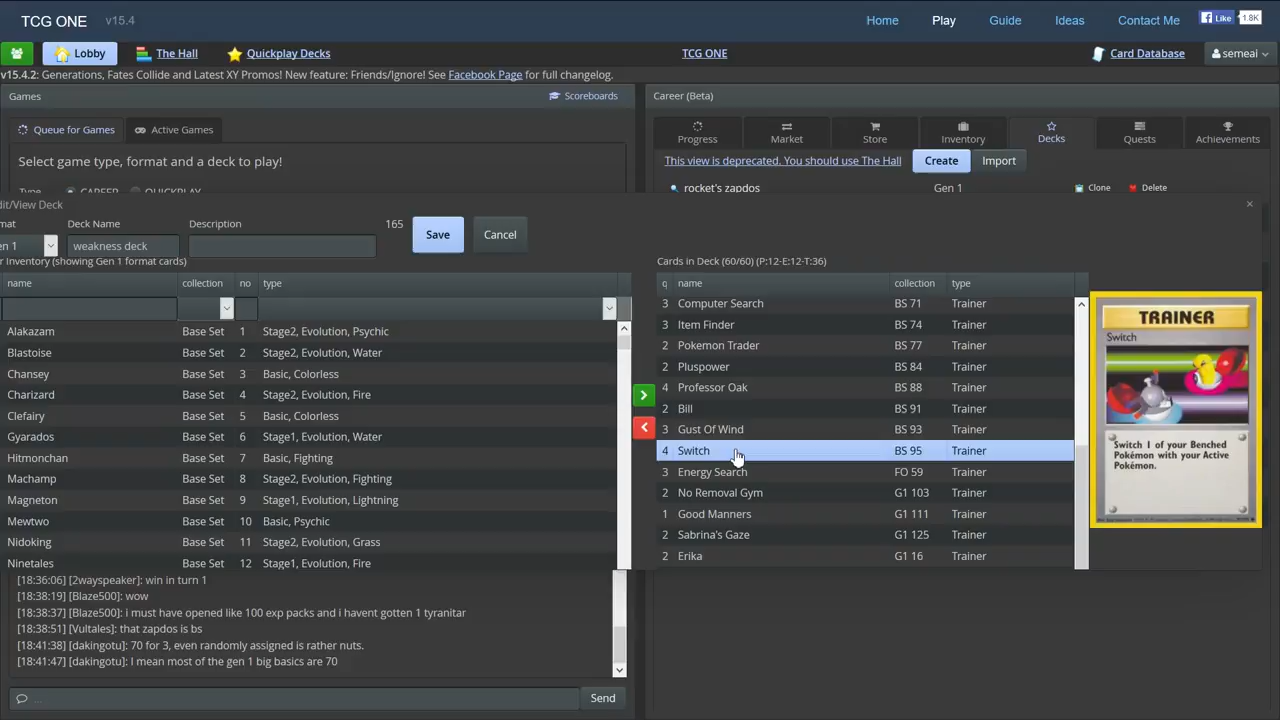 TCG ONE v15.4 Home Play Guide Ideas Contact Me Like 1.8K
Lobby The Hall Quickplay Decks TCG ONE Card Database semeai
v15.4.2: Generations, Fates Collide and Latest XY Promos! New feature: Friends/Ignore! See Facebook Page for full changelog.
Games Scoreboards Career (Beta)
Queue for Games Active Games
Progress Market Store Inventory Decks Quests Achievements
Select game type, format and a deck to play!
This view is deprecated. You should use The Hall Create Import
Type CAREER QUICKPLAY
rocket's zapdos Gen 1 Clone Delete
dit/View Deck
mat Deck Name Description 165 Save Cancel
en 1 weakness deck
r Inventory (showing Gen 1 format cards) Cards in Deck (60/60) (P:12-E:12-T:36)
name collection no type
Alakazam Base Set 1 Stage2, Evolution, Psychic
Blastoise Base Set 2 Stage2, Evolution, Water
Chansey Base Set 3 Basic, Colorless
Charizard Base Set 4 Stage2, Evolution, Fire
Clefairy Base Set 5 Basic, Colorless
Gyarados Base Set 6 Stage1, Evolution, Water
Hitmonchan Base Set 7 Basic, Fighting
Machamp Base Set 8 Stage2, Evolution, Fighting
Magneton Base Set 9 Stage1, Evolution, Lightning
Mewtwo Base Set 10 Basic, Psychic
Nidoking Base Set 11 Stage2, Evolution, Grass
Ninetales Base Set 12 Stage1, Evolution, Fire
q name collection type
3 Computer Search BS 71 Trainer
3 Item Finder BS 74 Trainer
2 Pokemon Trader BS 77 Trainer
2 Pluspower BS 84 Trainer
4 Professor Oak BS 88 Trainer
2 Bill BS 91 Trainer
3 Gust Of Wind BS 93 Trainer
4 Switch BS 95 Trainer
3 Energy Search FO 59 Trainer
2 No Removal Gym G1 103 Trainer
1 Good Manners G1 111 Trainer
2 Sabrina's Gaze G1 125 Trainer
2 Erika G1 16 Trainer
TRAINER
Switch
Switch 1 of your Benched
Pokémon with your Active
Pokémon.
[18:36:06] [2wayspeaker]: win in turn 1
[18:38:19] [Blaze500]: wow
[18:38:37] [Blaze500]: i must have opened like 100 exp packs and i havent gotten 1 tyranitar
[18:38:51] [Vultales]: that zapdos is bs
[18:41:38] [dakingotu]: 70 for 3, even randomly assigned is rather nuts.
[18:41:47] [dakingotu]: I mean most of the gen 1 big basics are 70
... Send